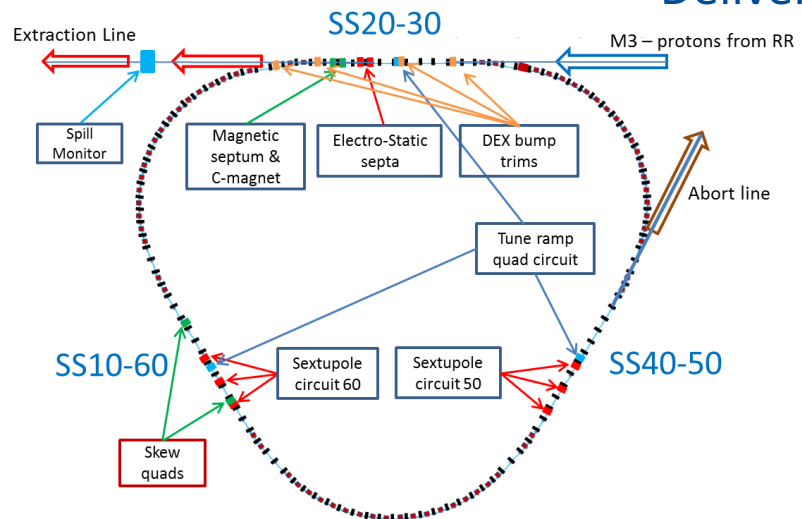 SS20-30
Extraction Line
M3 – protons from RR
Spill
Monitor
Magnetic
septum &
C-magnet
Electro-Static
septa
DEX bump
trims
Abort line
Tune ramp
quad circuit
SS10-60
Sextupole
circuit 60
Sextupole
circuit 50
SS40-50
Skew
quads